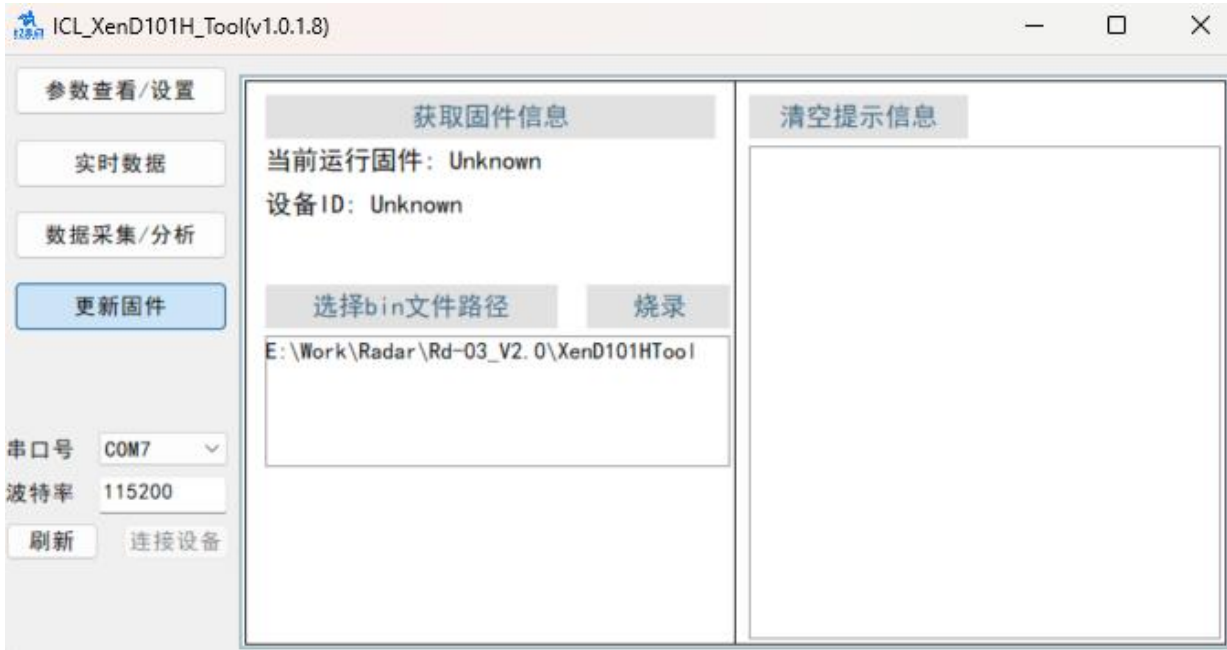 ICL_XenD101H_Tool(v1.0.1.8)
参数查看/设置
实时数据
数据采集/分析
更新固件
串口号 COM7
波特率 115200
刷新 连接设备
获取固件信息
当前运行固件: Unknown
设备ID: Unknown
选择bin文件路径 烧录
E:\Work\Radar\Rd-03_V2.0\XenD101HTool
清空提示信息